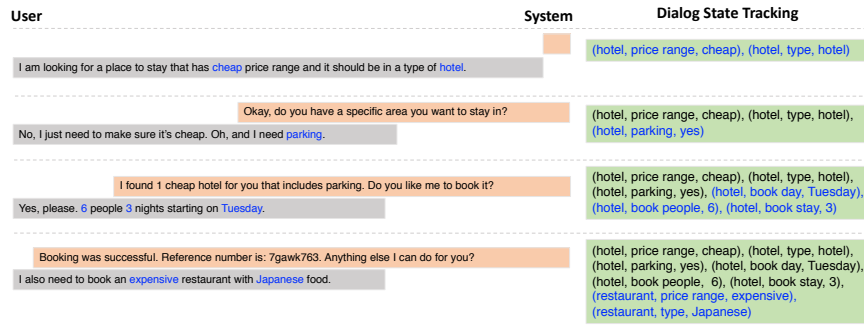 User
System
Dialog State Tracking
(hotel, price range, cheap), (hotel, type, hotel)
I am looking for a place to stay that has cheap price range and it should be in a type of hotel.
Okay, do you have a specific area you want to stay in?
No, I just need to make sure it's cheap. Oh, and I need parking.
(hotel, price range, cheap), (hotel, type, hotel),
(hotel, parking, yes)
I found 1 cheap hotel for you that includes parking. Do you like me to book it?
Yes, please. 6 people 3 nights starting on Tuesday.
(hotel, price range, cheap), (hotel, type, hotel),
(hotel, parking, yes), (hotel, book day, Tuesday),
(hotel, book people, 6), (hotel, book stay, 3)
Booking was successful. Reference number is: 7gawk763. Anything else I can do for you?
I also need to book an expensive restaurant with Japanese food.
(hotel, price range, cheap), (hotel, type, hotel),
(hotel, parking, yes), (hotel, book day, Tuesday),
(hotel, book people, 6), (hotel, book stay, 3),
(restaurant, price range, expensive),
(restaurant, type, Japanese)